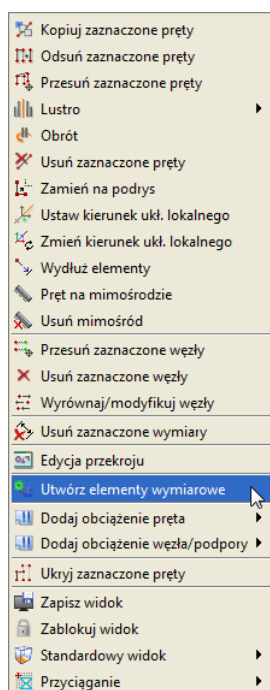 Kopiuj zaznaczone pręty
Odsuń zaznaczone pręty
Przesuń zaznaczone pręty
Lustro
Obrót
Usuń zaznaczone pręty
Zamień na podrys
Ustaw kierunek ukł. lokalnego
Zmień kierunek ukł. lokalnego
Wydłuż elementy
Pręt na mimośrodzie
Usuń mimośród
Przesuń zaznaczone węzły
Usuń zaznaczone węzły
Wyrównaj/modyfikuj węzły
Usuń zaznaczone wymiary
Edycja przekroju
Utwórz elementy wymiarowe
Dodaj obciążenie pręta
Dodaj obciążenie węzła/podpory
Ukryj zaznaczone pręty
Zapisz widok
Zablokuj widok
Standardowy widok
Przyciąganie